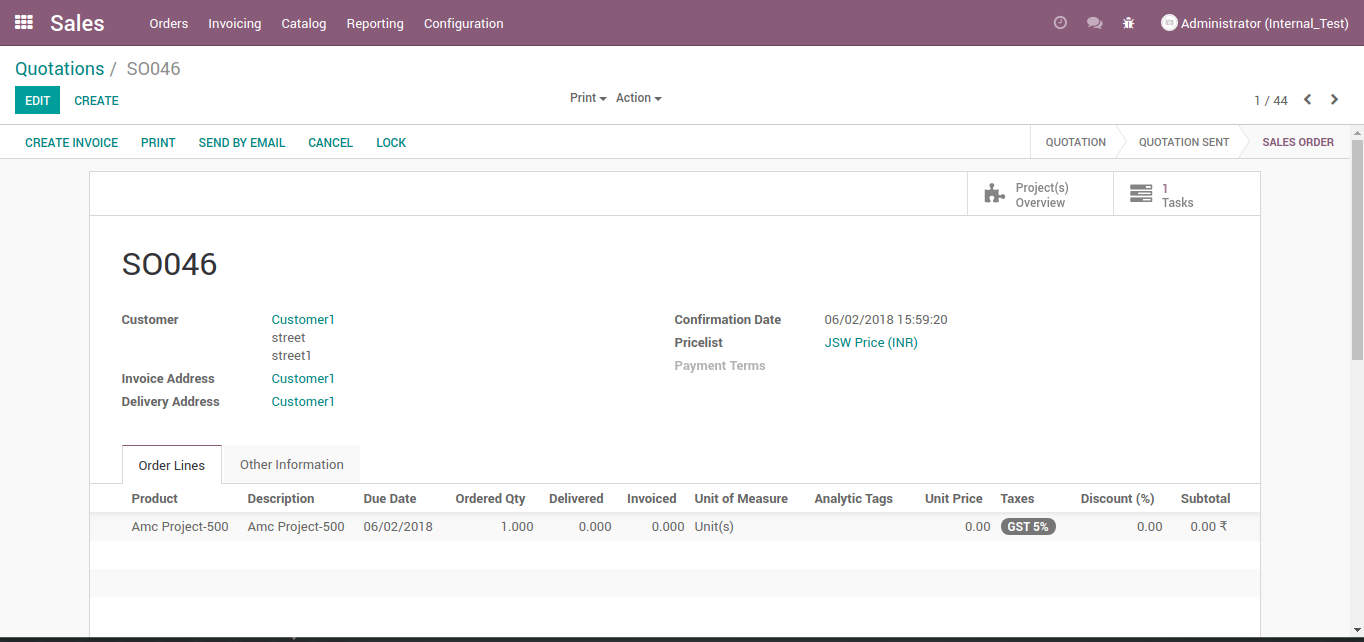 Sales Orders Invoicing Catalog Reporting Configuration Administrator (Internal_Test)
Quotations / SO046
EDIT CREATE Print Action 1 / 44
CREATE INVOICE PRINT SEND BY EMAIL CANCEL LOCK QUOTATION QUOTATION SENT SALES ORDER
Project(s) Overview 1 Tasks
SO046
Customer Customer1 Confirmation Date 06/02/2018 15:59:20
street
street1
Pricelist JSW Price (INR)
Payment Terms
Invoice Address Customer1
Delivery Address Customer1
Order Lines Other Information
Product Description Due Date Ordered Qty Delivered Invoiced Unit of Measure Analytic Tags Unit Price Taxes Discount (%) Subtotal
Amc Project-500 Amc Project-500 06/02/2018 1.000 0.000 0.000 Unit(s) 0.00 GST 5% 0.00 0.00 ₹